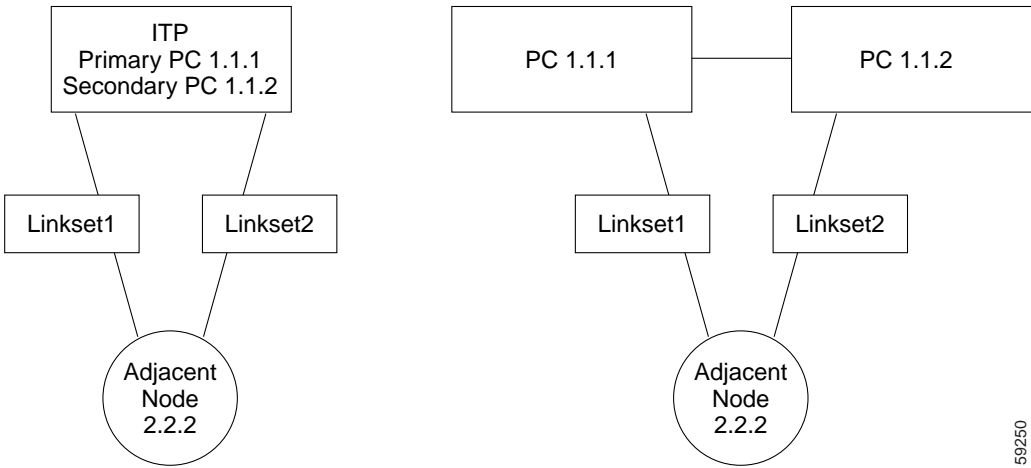 ITP
Primary PC 1.1.1
Secondary PC 1.1.2
Linkset1
Linkset2
Adjacent
Node
2.2.2
PC 1.1.1
PC 1.1.2
Linkset1
Linkset2
Adjacent
Node
2.2.2
59250